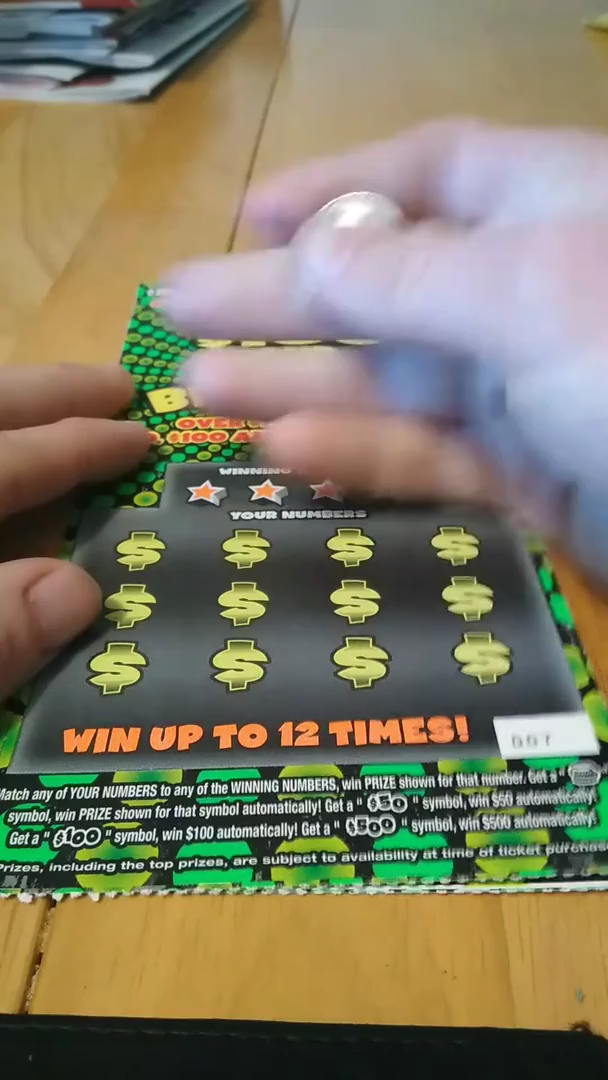 B
OVER
$100 A
WINNING
YOUR NUMBERS
WIN UP TO 12 TIMES!
007
Match any of YOUR NUMBERS to any of the WINNING NUMBERS, win PRIZE shown for that number. Get a "
symbol, win PRIZE shown for that symbol automatically! Get a " $50 " symbol, win $50 automatically!
Get a " $100 " symbol, win $100 automatically! Get a " $500 " symbol, win $500 automatically!
Prizes, including the top prizes, are subject to availability at time of ticket purchase